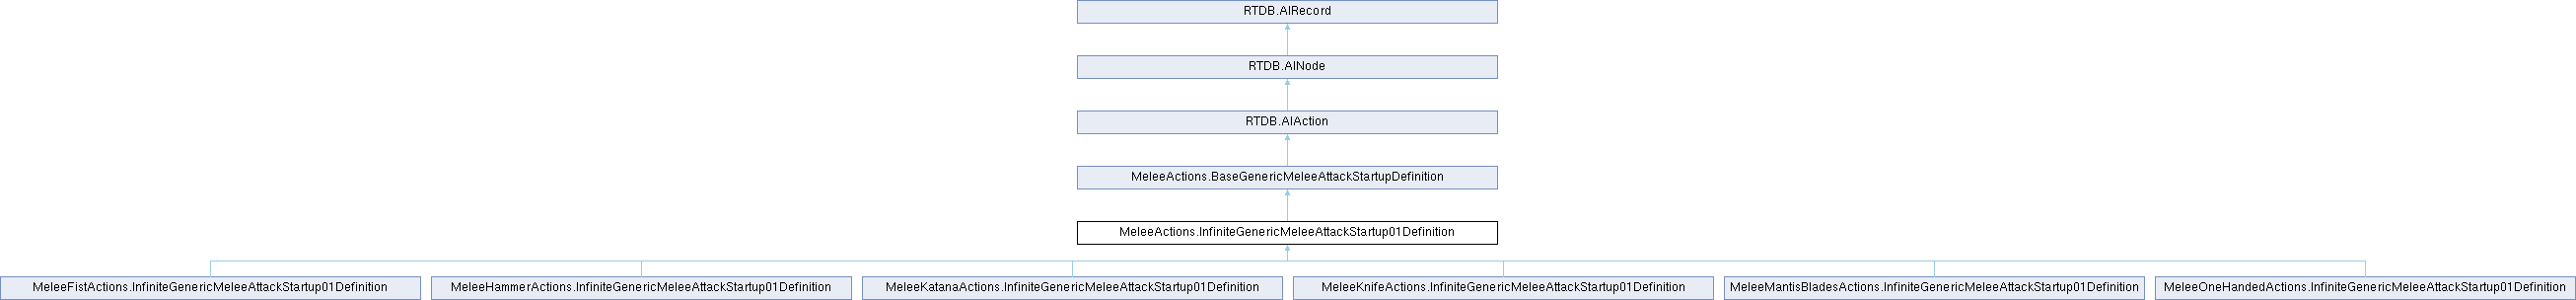 RTDB.AIRecord
RTDB.AINode
RTDB.AIAction
MeleeActions.BaseGenericMeleeAttackStartupDefinition
MeleeActions.InfiniteGenericMeleeAttackStartup01Definition
MeleeFistActions.InfiniteGenericMeleeAttackStartup01Definition
MeleeHammerActions.InfiniteGenericMeleeAttackStartup01Definition
MeleeKatanaActions.InfiniteGenericMeleeAttackStartup01Definition
MeleeKnifeActions.InfiniteGenericMeleeAttackStartup01Definition
MeleeMantisBladesActions.InfiniteGenericMeleeAttackStartup01Definition
MeleeOneHandedActions.InfiniteGenericMeleeAttackStartup01Definition